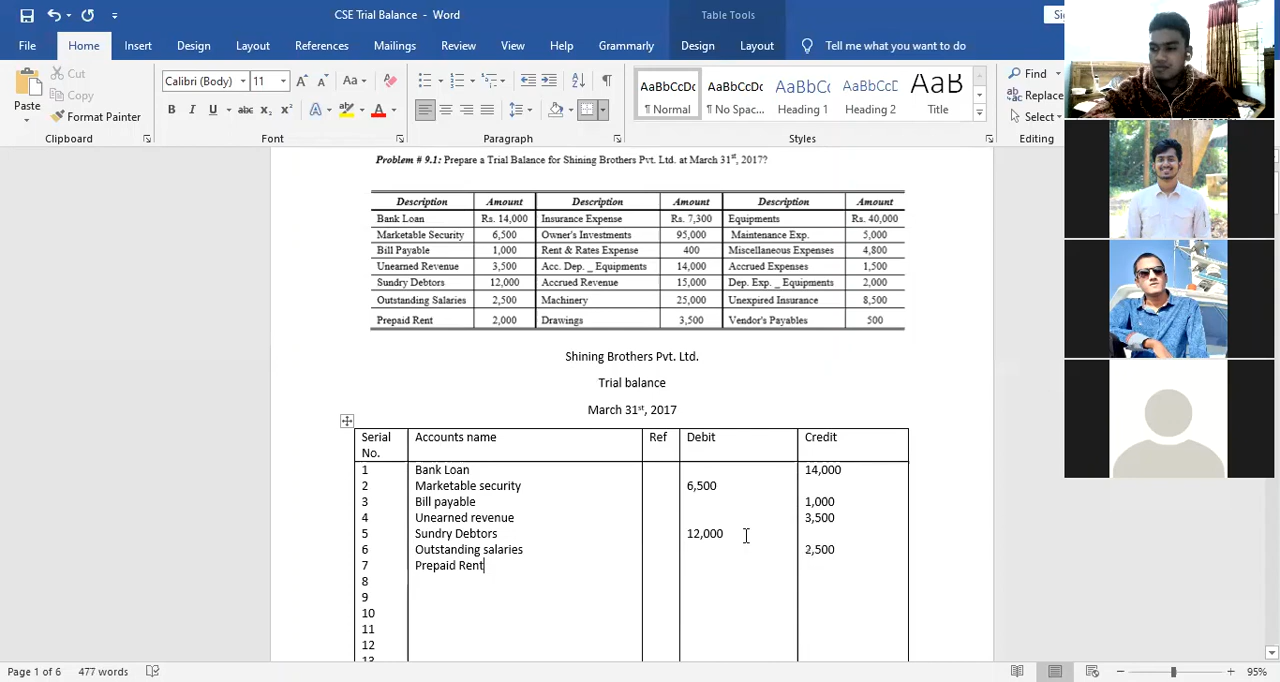 CSE Trial Balance - Word
Table Tools
File Home Insert Design Layout References Mailings Review View Help Grammarly Design Layout Tell me what you want to do
Paste
Cut
Copy
Format Painter
Clipboard
Calibri (Body) 11
Font
Paragraph
AaBbCcDc AaBbCcDc AaBbCc AaBbCcC AaB
¶ Normal ¶ No Spac... Heading 1 Heading 2 Title
Styles
Find
Replace
Select
Editing
Problem # 9.1: Prepare a Trial Balance for Shining Brothers Pvt. Ltd. at March 31st, 2017?
Description Amount Description Amount Description Amount
Bank Loan Rs. 14,000 Insurance Expense Rs. 7,300 Equipments Rs. 40,000
Marketable Security 6,500 Owner's Investments 95,000 Maintenance Exp. 5,000
Bill Payable 1,000 Rent & Rates Expense 400 Miscellaneous Expenses 4,800
Unearned Revenue 3,500 Acc. Dep. _ Equipments 14,000 Accrued Expenses 1,500
Sundry Debtors 12,000 Accrued Revenue 15,000 Dep. Exp. _ Equipments 2,000
Outstanding Salaries 2,500 Machinery 25,000 Unexpired Insurance 8,500
Prepaid Rent 2,000 Drawings 3,500 Vendor's Payables 500
Shining Brothers Pvt. Ltd.
Trial balance
March 31st, 2017
Serial No. Accounts name Ref Debit Credit
1 Bank Loan 14,000
2 Marketable security 6,500
3 Bill payable 1,000
4 Unearned revenue 3,500
5 Sundry Debtors 12,000
6 Outstanding salaries 2,500
7 Prepaid Rent
8
9
10
11
12
13
Page 1 of 6 477 words 95%